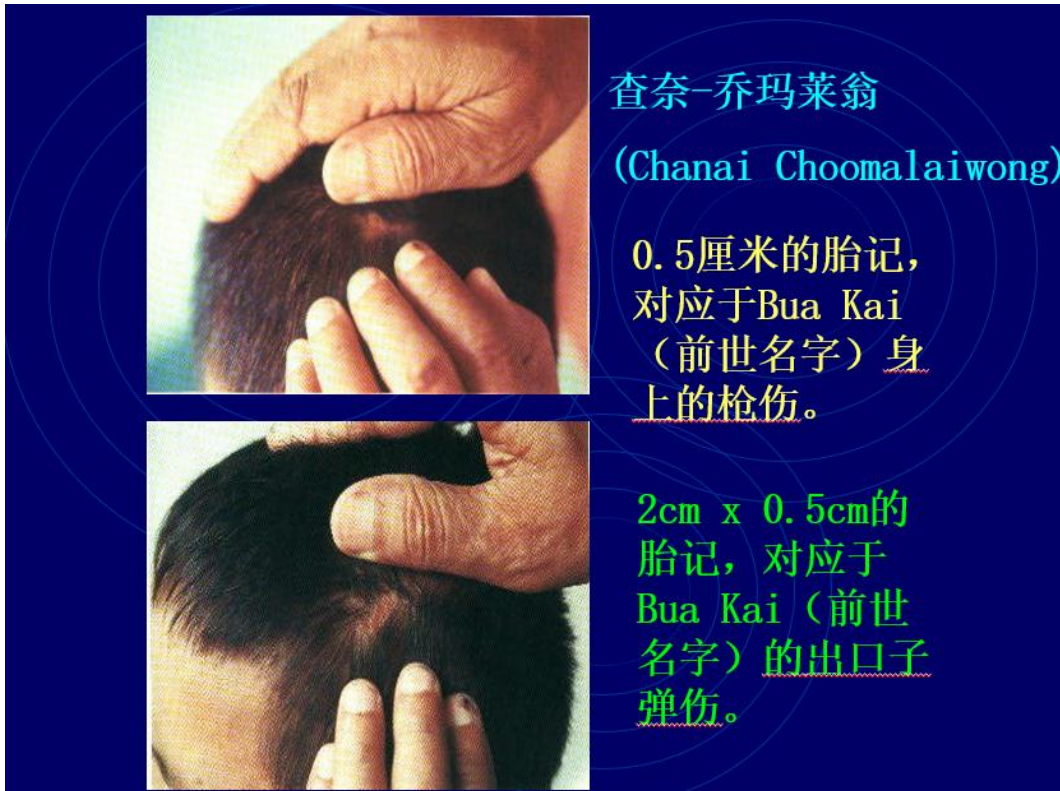 查奈-乔玛莱翁
(Chanai Choomalaiwong)
0.5厘米的胎记，
对应于Bua Kai
（前世名字）身
上的枪伤。
2cm x 0.5cm的
胎记，对应于
Bua Kai（前世
名字）的出口子
弹伤。